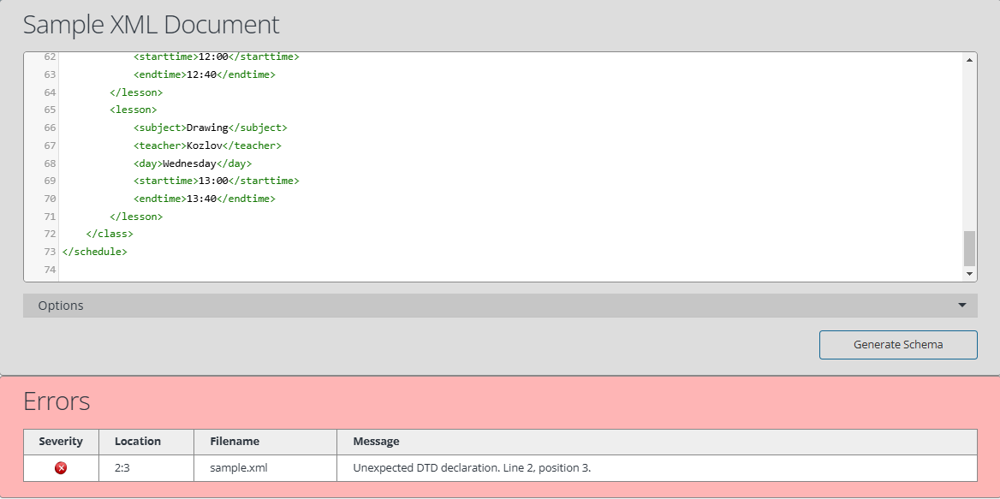 Sample XML Document
62 <starttime>12:00</starttime>
63 <endtime>12:40</endtime>
64 </lesson>
65 <lesson>
66 <subject>Drawing</subject>
67 <teacher>Kozlov</teacher>
68 <day>Wednesday</day>
69 <starttime>13:00</starttime>
70 <endtime>13:40</endtime>
71 </lesson>
72 </class>
73 </schedule>
74
Options
Generate Schema
Errors
Severity Location Filename Message
2:3 sample.xml Unexpected DTD declaration. Line 2, position 3.